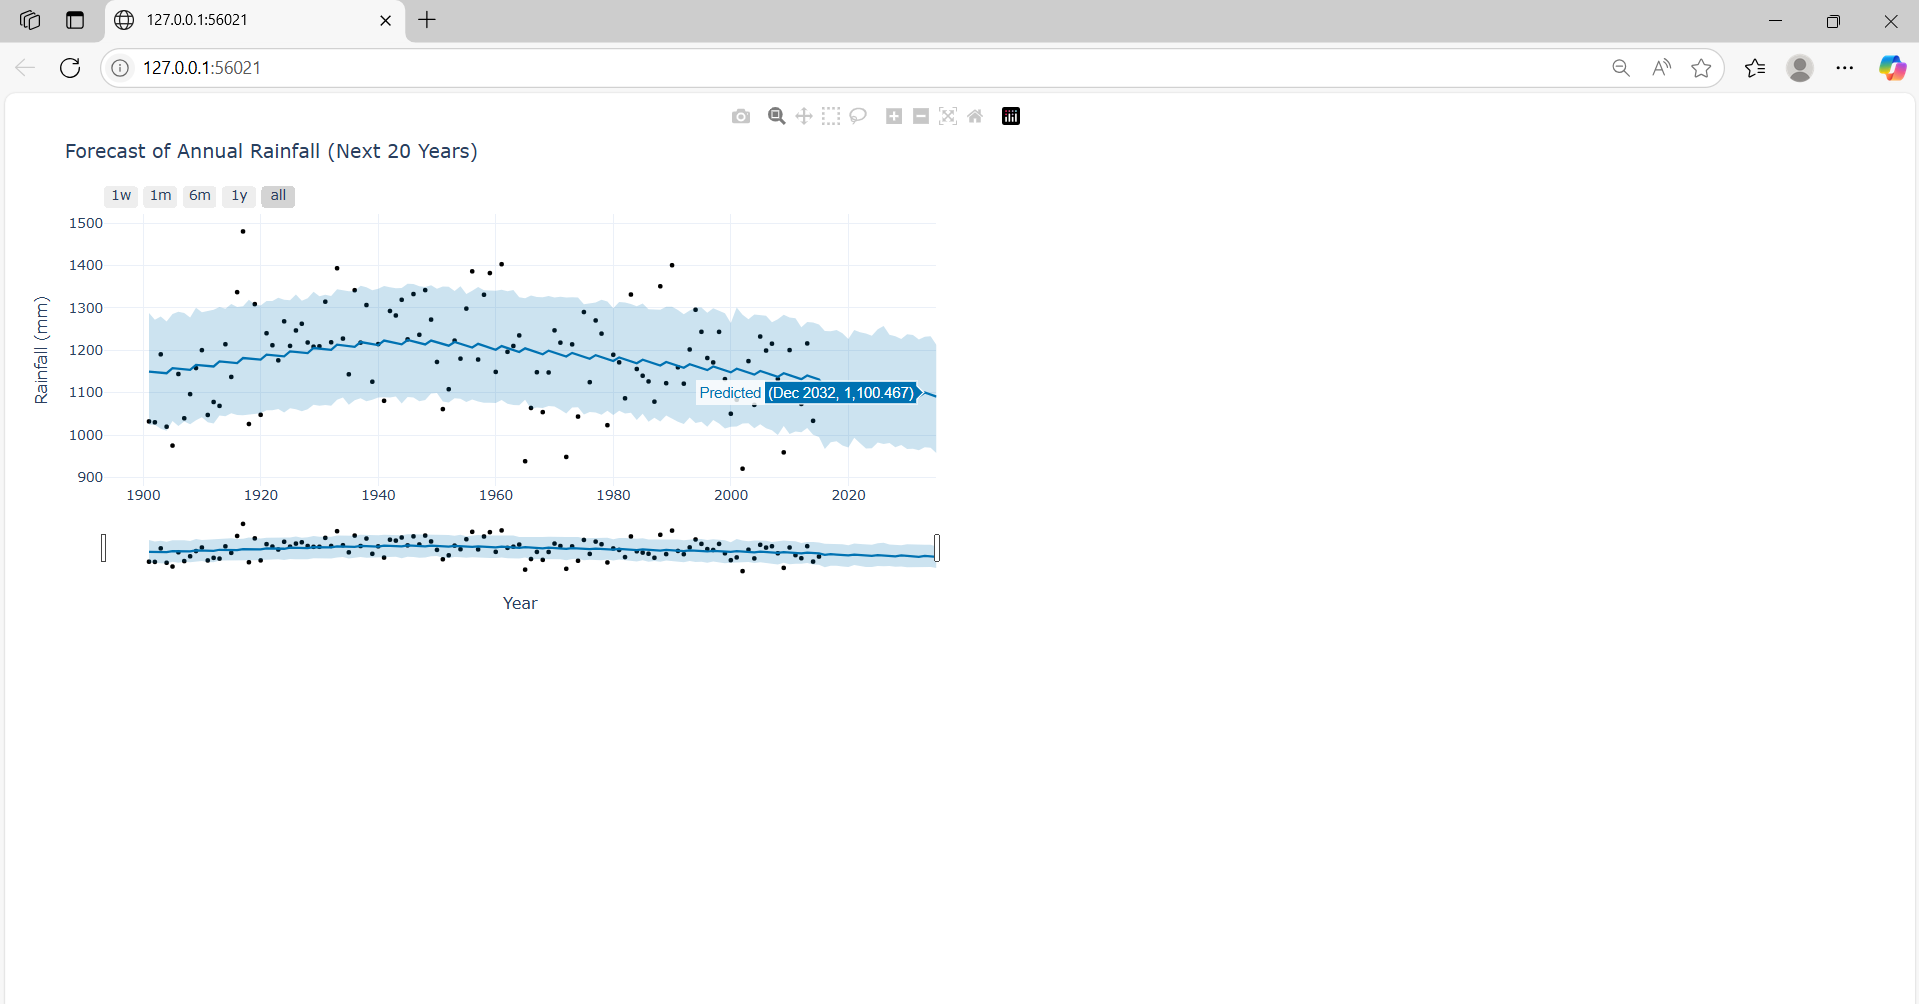 127.0.0.1:56021
127.0.0.1:56021
Forecast of Annual Rainfall (Next 20 Years)
1w 1m 6m 1y all
1500
1400
1300
1200
1100
1000
900
Rainfall (mm)
Predicted (Dec 2032, 1,100.467)
1900 1920 1940 1960 1980 2000 2020
Year